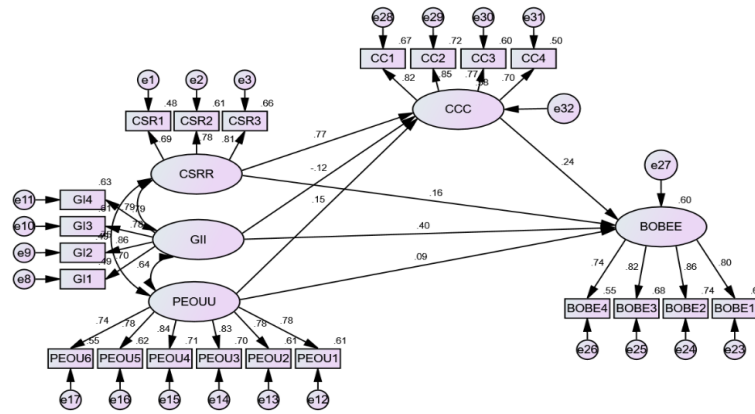 e28 e29 e30 e31
.67 .72 .60 .50
CC1 CC2 CC3 CC4
.82 .85 .77 .70
CCC
e32
e1 e2 e3
.48 .61 .66
CSR1 CSR2 CSR3
.69 .78 .81
CSRR
.77
-.12
.15
.24
e27
.60
BOBEE
.16
.40
.09
.63
e11 GI4
e10 GI3
e9 GI2
e8 GI1
.49
.79 .79
.78
.86
.70
GII
.64
PEOUU
.74 .78 .84 .83 .78 .78
.55 .62 .71 .70 .61 .61
PEOU6 PEOU5 PEOU4 PEOU3 PEOU2 PEOU1
e17 e16 e15 e14 e13 e12
.74 .82 .86 .80
.55 .68 .74
BOBE4 BOBE3 BOBE2 BOBE1
e26 e25 e24 e23